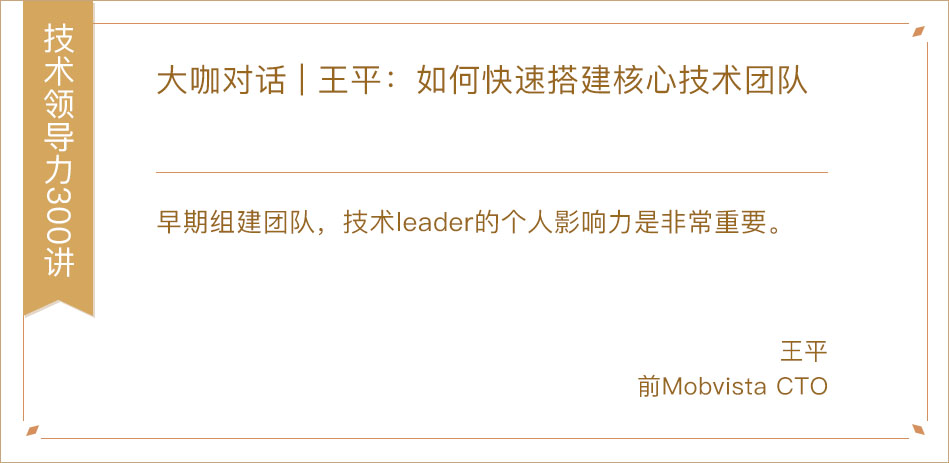 技术领导力300讲
大咖对话 | 王平：如何快速搭建核心技术团队
早期组建团队，技术leader的个人影响力是非常重要。
王平
前Mobvista CTO